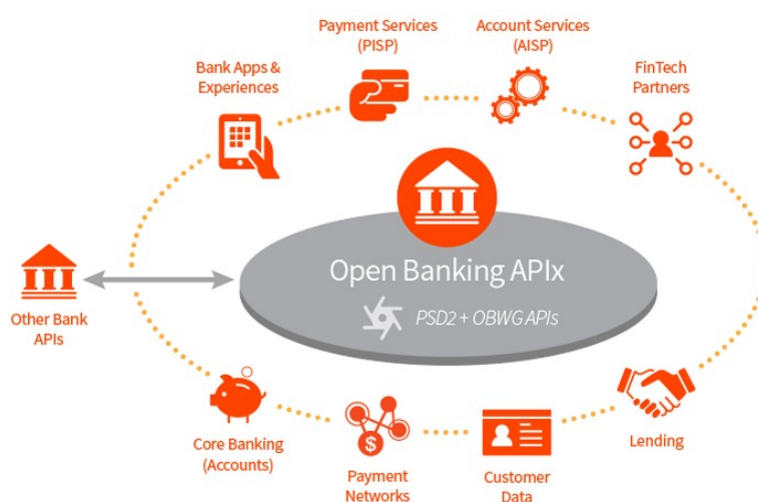 Payment Services
(PISP)
Account Services
(AISP)
Bank Apps &
Experiences
FinTech
Partners
Open Banking APIx
PSD2 + OBWG APIs
Other Bank
APIs
Core Banking
(Accounts)
$
Payment
Networks
Customer
Data
Lending